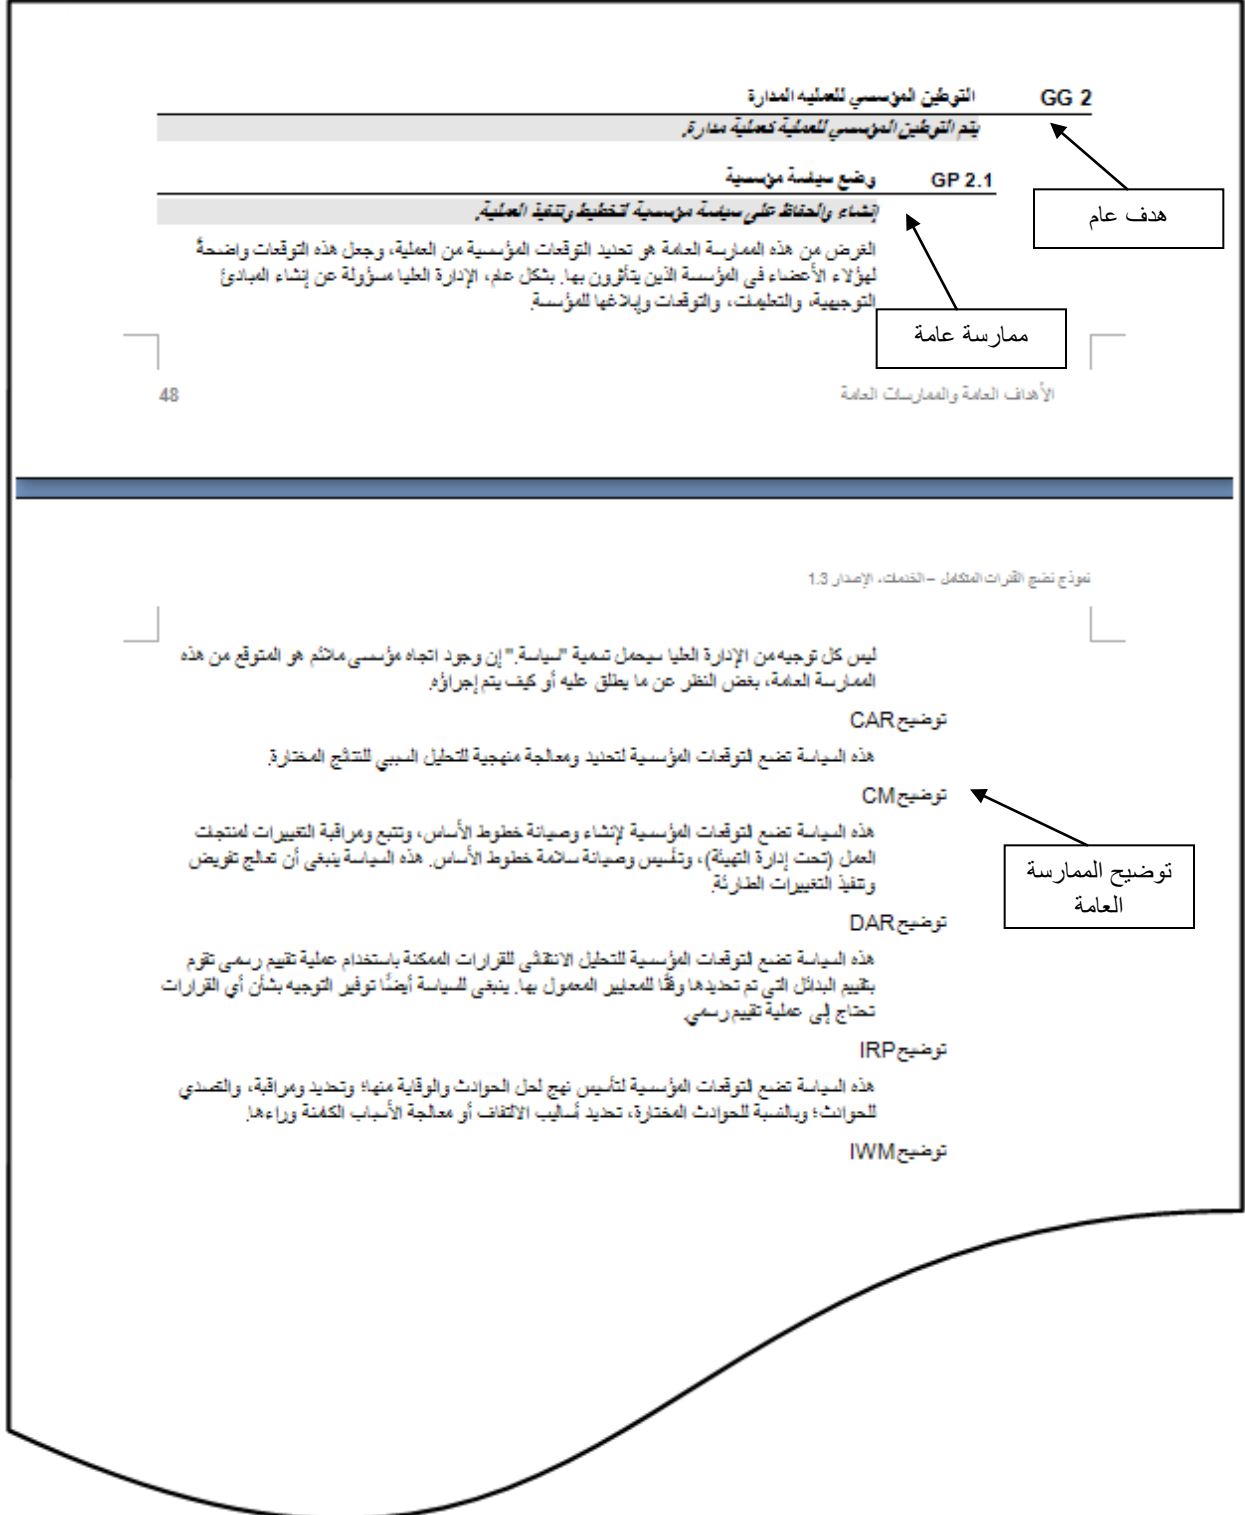 GG 2 التوطين المؤسسي للعمليه المدارة
يتم التوطين المؤسسي للعملية كعملية مدارة.
GP 2.1 وضع سياسة مؤسسية
إنشاء والحفاظ على سياسة مؤسسية لتخطيط وتنفيذ العملية.
هدف عام
الغرض من هذه الممارسة العامة هو تحديد التوقعات المؤسسية من العملية، وجعل هذه التوقعات واضحةً
لهؤلاء الأعضاء في المؤسسة الذين يتأثرون بها. بشكل عام، الإدارة العليا مسؤولة عن إنشاء المبادئ
التوجيهية، والتعليمات، والتوقعات وإبلاغها للمؤسسة.
ممارسة عامة
الأهداف العامة والممارسات العامة 48
نموذج نضج القدرات المتكامل – الخدمات، الإصدار 1.3
ليس كل توجيه من الإدارة العليا سيحمل تسمية "سياسة." إن وجود اتجاه مؤسسي ملائم هو المتوقع من هذه
الممارسة العامة، بغض النظر عن ما يطلق عليه أو كيف يتم إجراؤه.
توضيح CAR
هذه السياسة تضع التوقعات المؤسسية لتحديد ومعالجة منهجية للتحليل السببي للنتائج المختارة.
توضيح CM
هذه السياسة تضع التوقعات المؤسسية لإنشاء وصيانة خطوط الأساس، وتتبع ومراقبة التغييرات لمنتجات
العمل (تحت إدارة التهيئة)، وتأسيس وصيانة سلامة خطوط الأساس. هذه السياسة ينبغي أن تعالج تفويض
وتنفيذ التغييرات الطارئة.
توضيح الممارسة
العامة
توضيح DAR
هذه السياسة تضع التوقعات المؤسسية للتحليل الانتقائي للقرارات الممكنة باستخدام عملية تقييم رسمي تقوم
بتقييم البدائل التي تم تحديدها وفقًا للمعايير المعمول بها. ينبغي للسياسة أيضًا توفير التوجيه بشأن أي القرارات
تحتاج إلى عملية تقييم رسمي.
توضيح IRP
هذه السياسة تضع التوقعات المؤسسية لتأسيس نهج لحل الحوادث والوقاية منها؛ وتحديد ومراقبة، والتصدي
للحوادث؛ وبالنسبة للحوادث المختارة، تحديد أساليب الالتفاف أو معالجة الأسباب الكامنة وراءها.
توضيح IWM